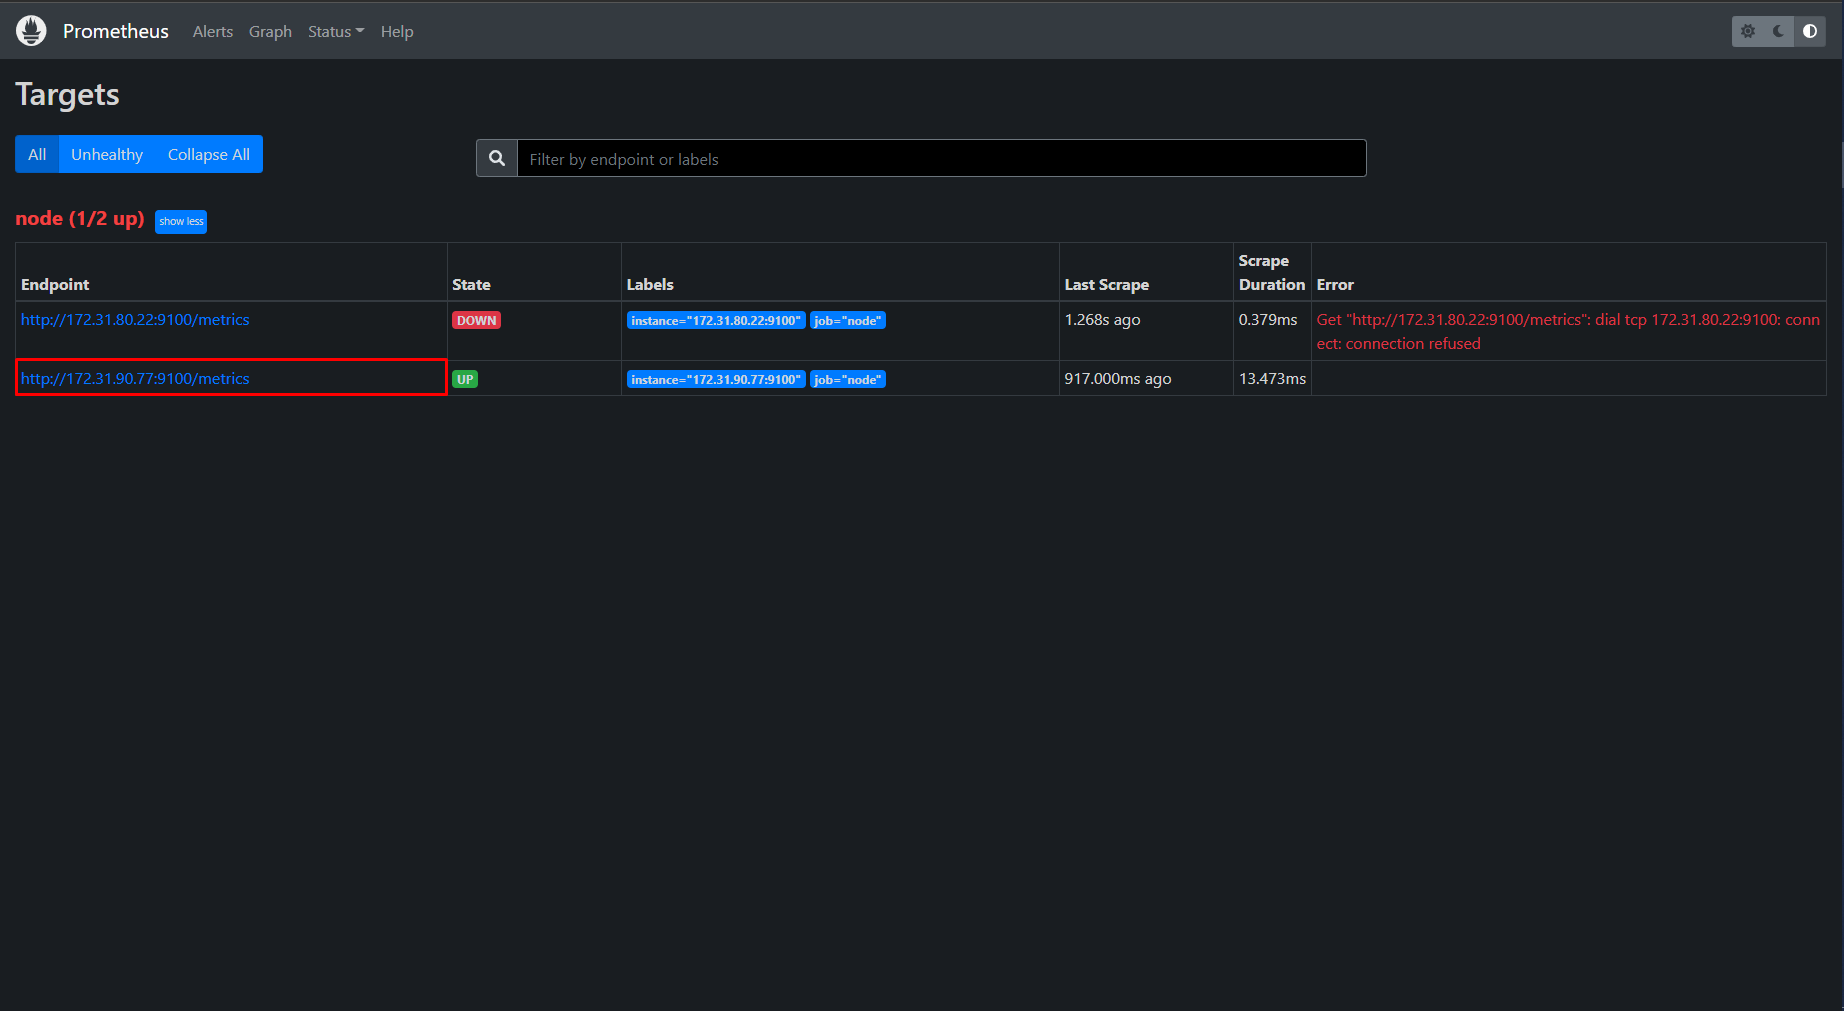 Prometheus Alerts Graph Status Help
Targets
All Unhealthy Collapse All
Filter by endpoint or labels
node (1/2 up) show less
Endpoint State Labels Last Scrape Scrape Duration Error
http://172.31.80.22:9100/metrics DOWN instance="172.31.80.22:9100" job="node" 1.268s ago 0.379ms Get "http://172.31.80.22:9100/metrics": dial tcp 172.31.80.22:9100: conn
ect: connection refused
http://172.31.90.77:9100/metrics UP instance="172.31.90.77:9100" job="node" 917.000ms ago 13.473ms